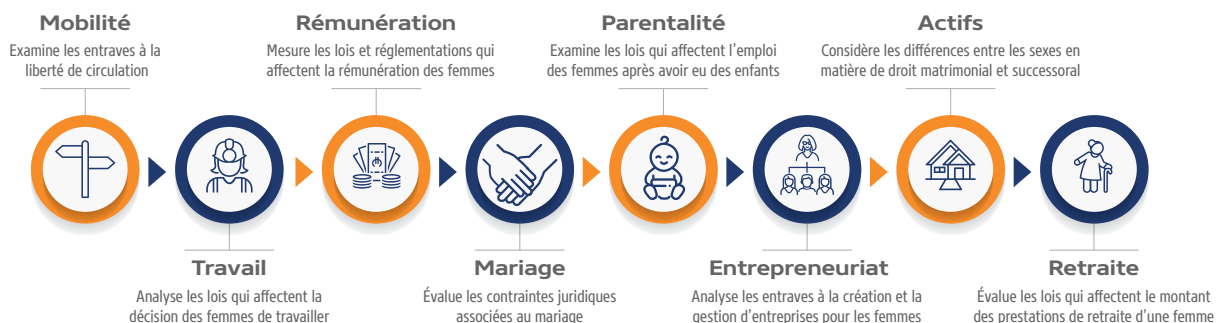 Mobilité
Examine les entraves à la
liberté de circulation
Rémunération
Mesure les lois et réglementations qui
affectent la rémunération des femmes
Parentalité
Examine les lois qui affectent l'emploi
des femmes après avoir eu des enfants
Actifs
Considère les différences entre les sexes en
matière de droit matrimonial et successoral
Travail
Analyse les lois qui affectent la
décision des femmes de travailler
Mariage
Évalue les contraintes juridiques
associées au mariage
Entrepreneuriat
Analyse les entraves à la création et la
gestion d'entreprises pour les femmes
Retraite
Évalue les lois qui affectent le montant
des prestations de retraite d'une femme